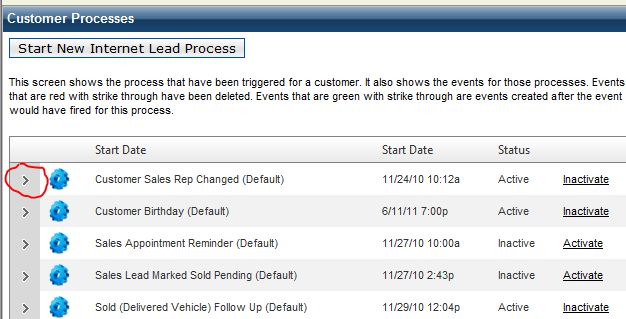 Customer Processes
Start New Internet Lead Process
This screen shows the process that have been triggered for a customer. It also shows the events for those processes. Events
that are red with strike through have been deleted. Events that are green with strike through are events created after the event
would have fired for this process.
Start Date Start Date Status
Customer Sales Rep Changed (Default) 11/24/10 10:12a Active Inactivate
Customer Birthday (Default) 6/11/11 7:00p Active Inactivate
Sales Appointment Reminder (Default) 11/27/10 10:00a Inactive Activate
Sales Lead Marked Sold Pending (Default) 11/27/10 2:43p Inactive Activate
Sold (Delivered Vehicle) Follow Up (Default) 11/29/10 12:04p Active Inactivate